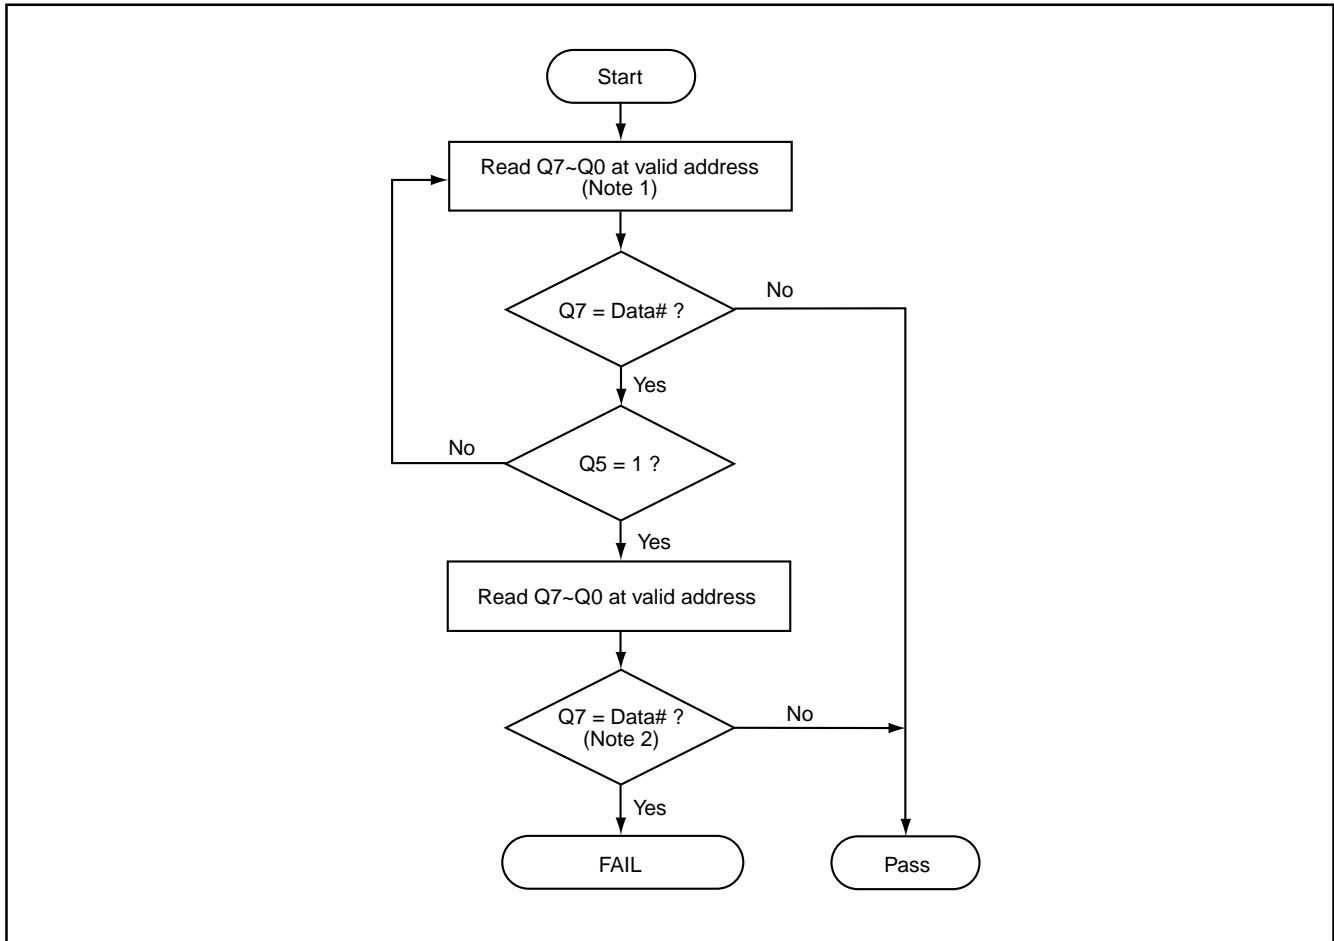 Start
Read Q7~Q0 at valid address
(Note 1)
Q7 = Data# ?
No
Yes
Q5 = 1 ?
No
Yes
Read Q7~Q0 at valid address
Q7 = Data# ?
(Note 2)
No
Yes
FAIL
Pass